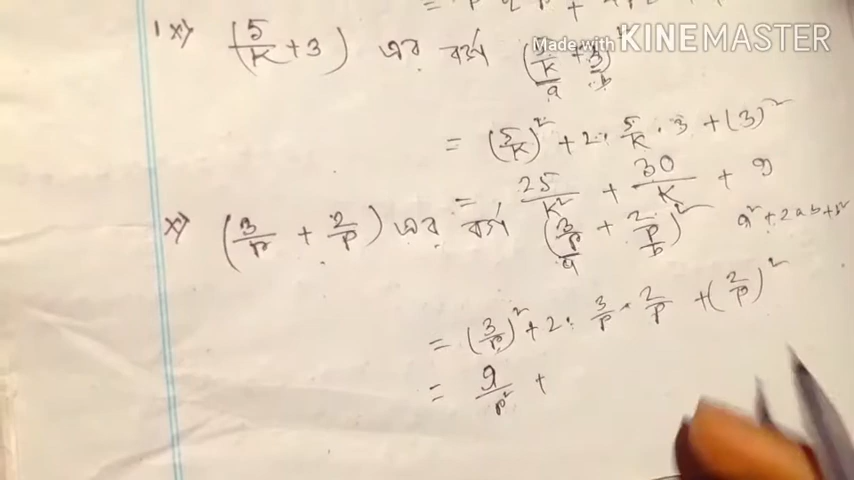 Made with KINEMASTER
ix) (5/K + 3) এর বর্গ (5/K + 3)²
a b
= (5/K)² + 2 · 5/K · 3 + (3)²
= 25/K² + 30/K + 9
x) (3/p + 2/p) এর বর্গ (3/p + 2/p)² a² + 2ab + b²
a b
= (3/p)² + 2 · 3/p · 2/p + (2/p)²
= 9/p² +